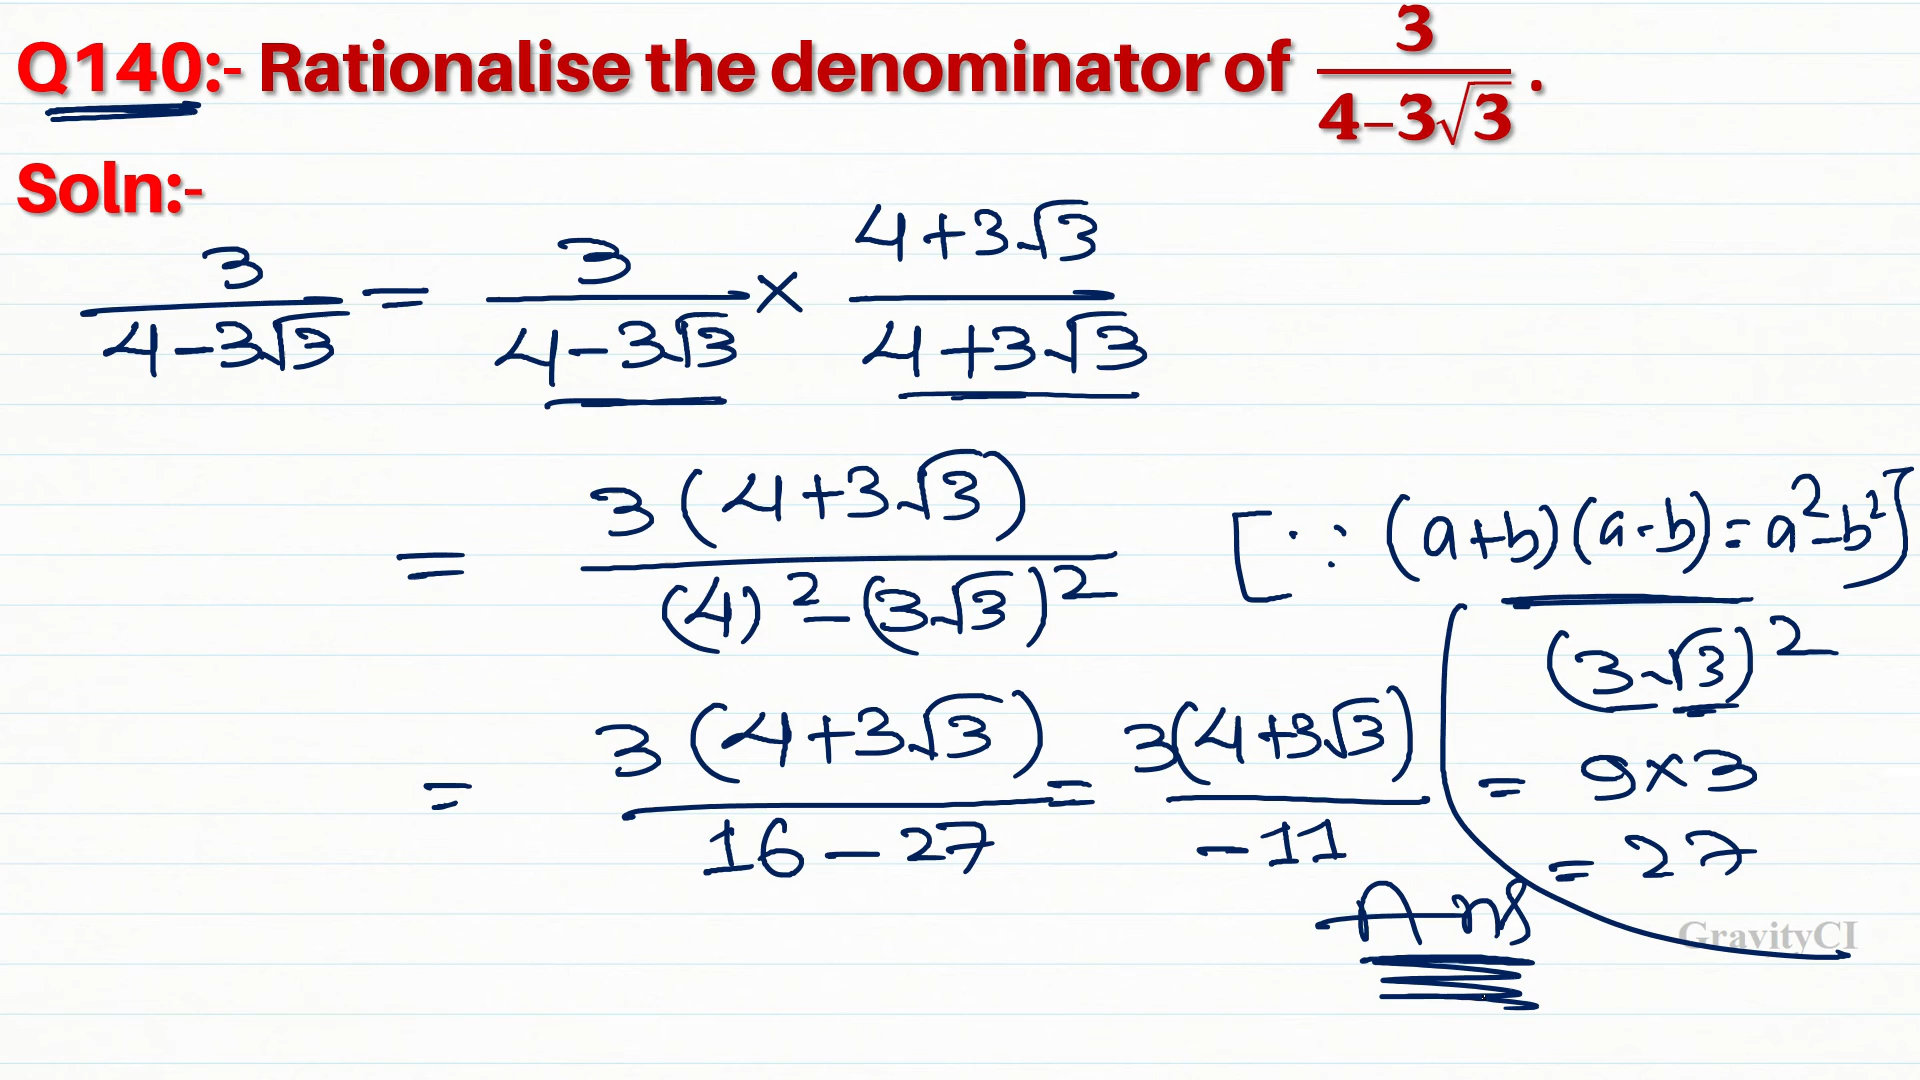 Q140:- Rationalise the denominator of 3/(4-3√3).
Soln:-
3/(4-3√3) = 3/(4-3√3) × (4+3√3)/(4+3√3)
= 3(4+3√3)/((4)²-(3√3)²) [∵ (a+b)(a-b)=a²-b²]
= 3(4+3√3)/(16-27) = 3(4+3√3)/(-11)
Ans
(3√3)²
= 9×3
= 27
GravityCI